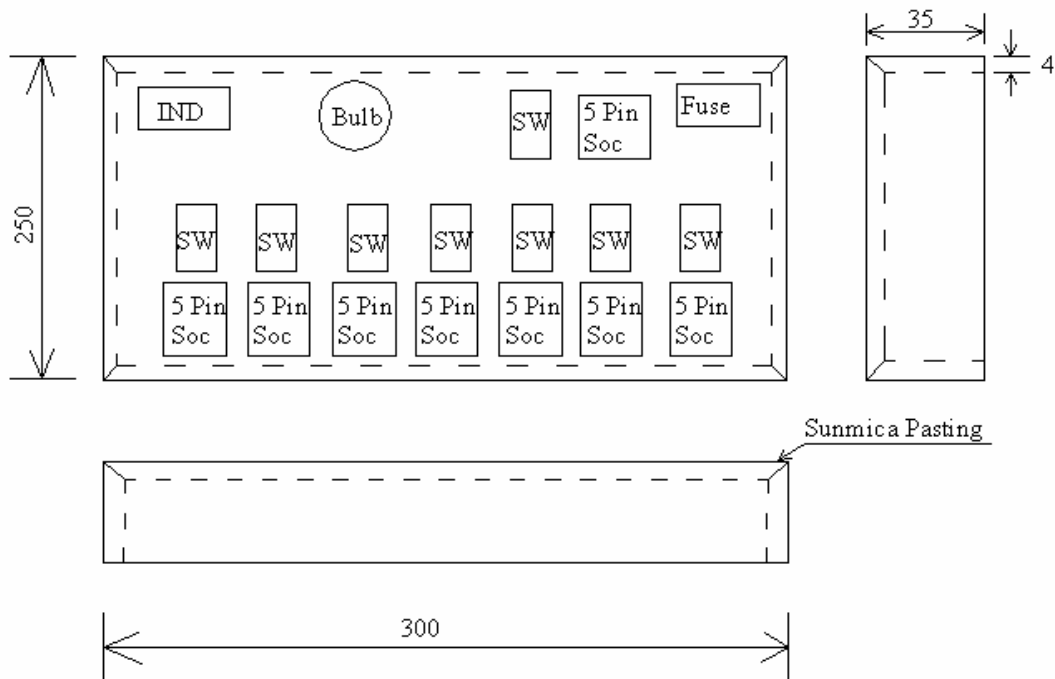 35
4
IND
Bulb
SW
5 Pin
Soc
Fuse
250
SW SW SW SW SW SW SW
5 Pin 5 Pin 5 Pin 5 Pin 5 Pin 5 Pin 5 Pin
Soc Soc Soc Soc Soc Soc Soc
Sunmica Pasting
300